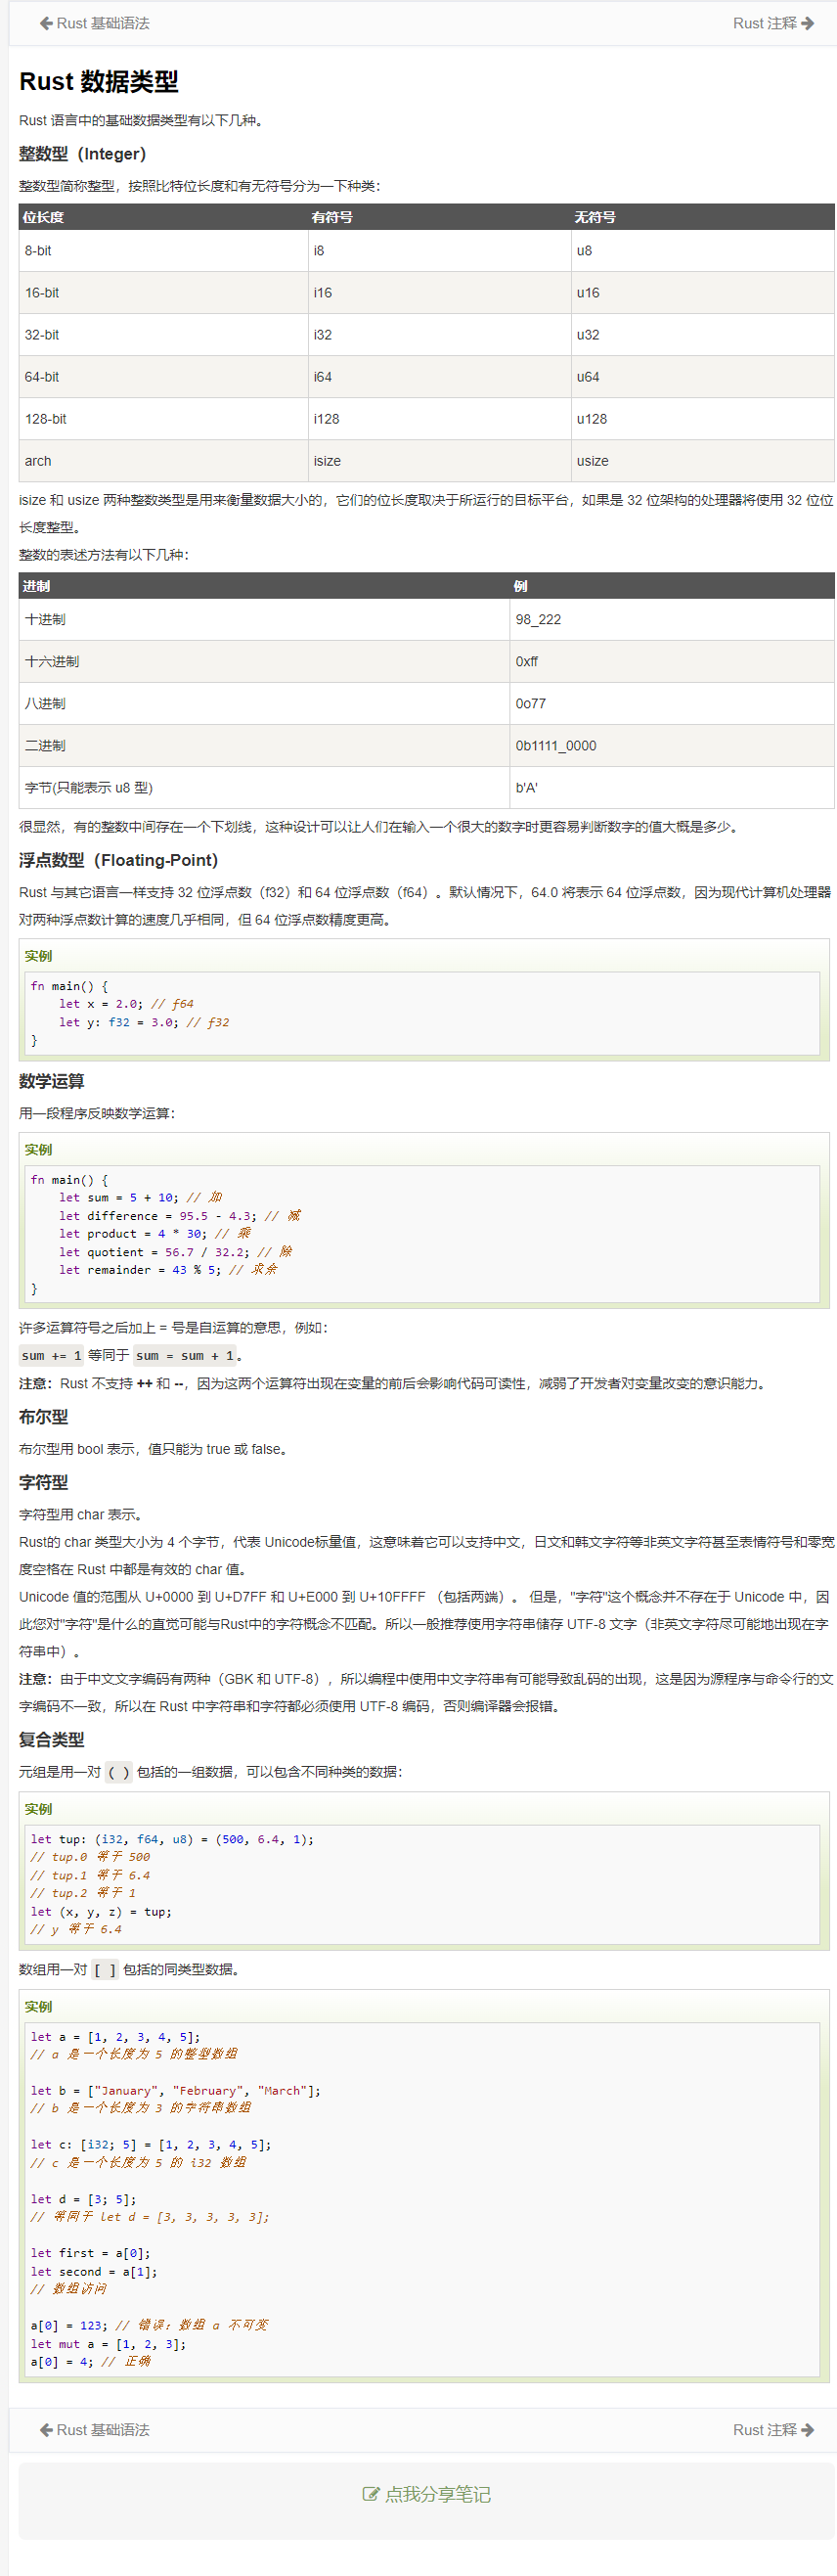 Rust 基础语法 Rust 注释
Rust 数据类型
Rust 语言中的基础数据类型有以下几种。
整数型（Integer）
整数型简称整型，按照比特位长度和有无符号分为一下种类：
位长度 有符号 无符号
8-bit i8 u8
16-bit i16 u16
32-bit i32 u32
64-bit i64 u64
128-bit i128 u128
arch isize usize
isize 和 usize 两种整数类型是用来衡量数据大小的，它们的位长度取决于所运行的目标平台，如果是 32 位架构的处理器将使用 32 位位
长度整型。
整数的表述方法有以下几种：
进制 例
十进制 98_222
十六进制 0xff
八进制 0o77
二进制 0b1111_0000
字节(只能表示 u8 型) b'A'
很显然，有的整数中间存在一个下划线，这种设计可以让人们在输入一个很大的数字时更容易判断数字的值大概是多少。
浮点数型（Floating-Point）
Rust 与其它语言一样支持 32 位浮点数（f32）和 64 位浮点数（f64）。默认情况下，64.0 将表示 64 位浮点数，因为现代计算机处理器
对两种浮点数计算的速度几乎相同，但 64 位浮点数精度更高。
实例
fn main() {
    let x = 2.0; // f64
    let y: f32 = 3.0; // f32
}
数学运算
用一段程序反映数学运算：
实例
fn main() {
    let sum = 5 + 10; // 加
    let difference = 95.5 - 4.3; // 减
    let product = 4 * 30; // 乘
    let quotient = 56.7 / 32.2; // 除
    let remainder = 43 % 5; // 求余
}
许多运算符号之后加上 = 号是自运算的意思，例如：
sum += 1 等同于 sum = sum + 1。
注意：Rust 不支持 ++ 和 --，因为这两个运算符出现在变量的前后会影响代码可读性，减弱了开发者对变量改变的意识能力。
布尔型
布尔型用 bool 表示，值只能为 true 或 false。
字符型
字符型用 char 表示。
Rust的 char 类型大小为 4 个字节，代表 Unicode标量值，这意味着它可以支持中文，日文和韩文字符等非英文字符甚至表情符号和零宽
度空格在 Rust 中都是有效的 char 值。
Unicode 值的范围从 U+0000 到 U+D7FF 和 U+E000 到 U+10FFFF （包括两端）。 但是，"字符"这个概念并不存在于 Unicode 中，因
此您对"字符"是什么的直觉可能与Rust中的字符概念不匹配。所以一般推荐使用字符串储存 UTF-8 文字（非英文字符尽可能地出现在字
符串中）。
注意：由于中文文字编码有两种（GBK 和 UTF-8），所以编程中使用中文字符串有可能导致乱码的出现，这是因为源程序与命令行的文
字编码不一致，所以在 Rust 中字符串和字符都必须使用 UTF-8 编码，否则编译器会报错。
复合类型
元组是用一对 ( ) 包括的一组数据，可以包含不同种类的数据：
实例
let tup: (i32, f64, u8) = (500, 6.4, 1);
// tup.0 等于 500
// tup.1 等于 6.4
// tup.2 等于 1
let (x, y, z) = tup;
// y 等于 6.4
数组用一对 [ ] 包括的同类型数据。
实例
let a = [1, 2, 3, 4, 5];
// a 是一个长度为 5 的整型数组
let b = ["January", "February", "March"];
// b 是一个长度为 3 的字符串数组
let c: [i32; 5] = [1, 2, 3, 4, 5];
// c 是一个长度为 5 的 i32 数组
let d = [3; 5];
// 等同于 let d = [3, 3, 3, 3, 3];
let first = a[0];
let second = a[1];
// 数组访问
a[0] = 123; // 错误：数组 a 不可变
let mut a = [1, 2, 3];
a[0] = 4; // 正确
Rust 基础语法 Rust 注释
点我分享笔记